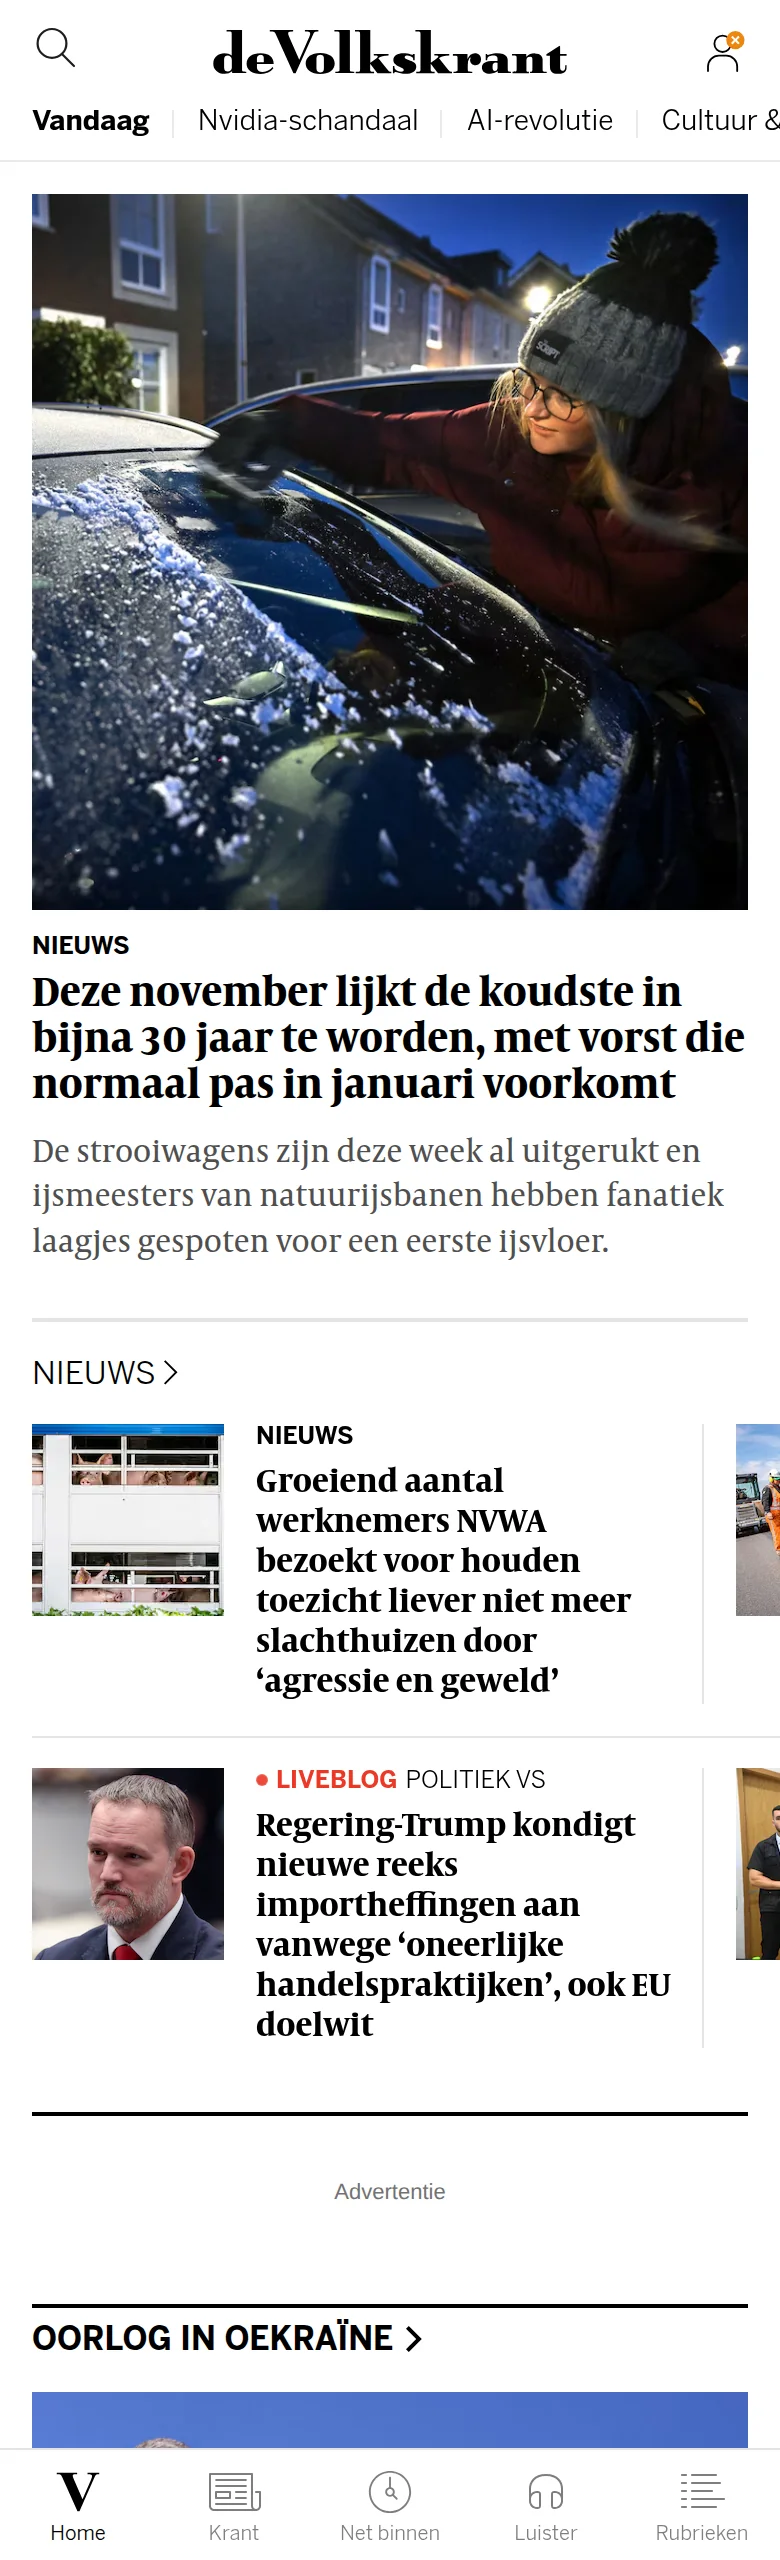 deVolkskrant
Vandaag
Nvidia-schandaal
AI-revolutie
Cultuur &
NIEUWS
Deze november lijkt de koudste in
bijna 30 jaar te worden, met vorst die
normaal pas in januari voorkomt
De strooiwagens zijn deze week al uitgerukt en
ijsmeesters van natuurijsbanen hebben fanatiek
laagjes gespoten voor een eerste ijsvloer.
NIEUWS
NIEUWS
Groeiend aantal
werknemers NVWA
bezoekt voor houden
toezicht liever niet meer
slachthuizen door
‘agressie en geweld’
LIVEBLOG POLITIEK VS
Regering-Trump kondigt
nieuwe reeks
importheffingen aan
vanwege ‘oneerlijke
handelspraktijken’, ook EU
doelwit
Advertentie
OORLOG IN OEKRAÏNE
V
Home
Krant
Net binnen
Luister
Rubrieken